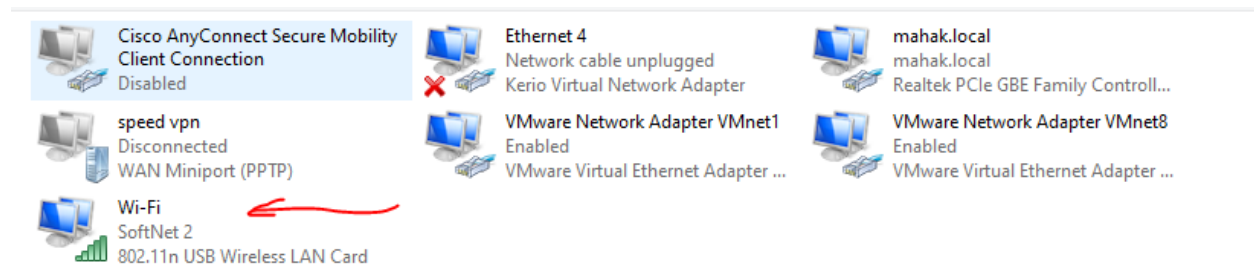 Cisco AnyConnect Secure Mobility
Client Connection
Disabled
Ethernet 4
Network cable unplugged
Kerio Virtual Network Adapter
mahak.local
mahak.local
Realtek PCIe GBE Family Controll...
speed vpn
Disconnected
WAN Miniport (PPTP)
VMware Network Adapter VMnet1
Enabled
VMware Virtual Ethernet Adapter ...
VMware Network Adapter VMnet8
Enabled
VMware Virtual Ethernet Adapter ...
Wi-Fi
SoftNet 2
802.11n USB Wireless LAN Card